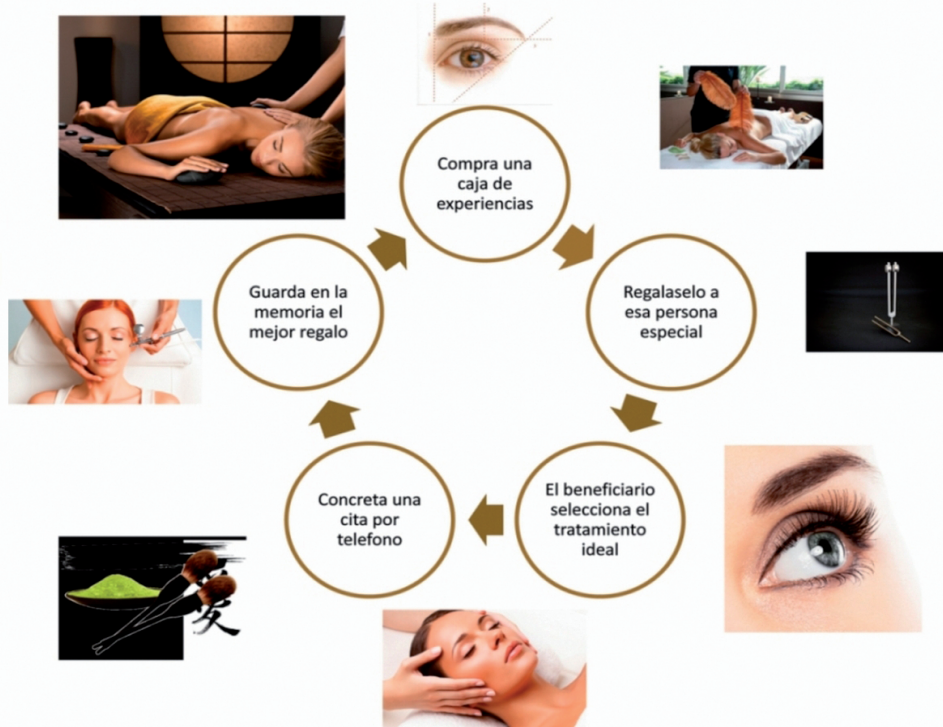 Compra una
caja de
experiencias
Regalaselo a
esa persona
especial
El beneficiario
selecciona el
tratamiento
ideal
Concreta una
cita por
telefono
Guarda en la
memoria el
mejor regalo